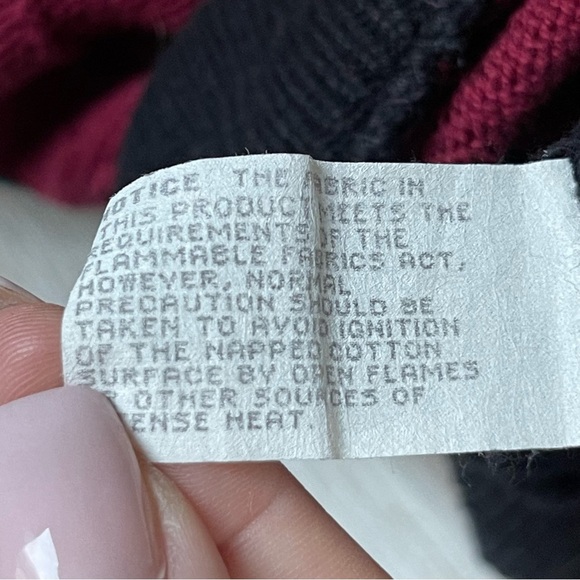 NOTICE THE FABRIC IN
THIS PRODUCT MEETS THE
REQUIREMENTS OF THE
FLAMMABLE FABRICS ACT.
HOWEVER, NORMAL
PRECAUTION SHOULD BE
TAKEN TO AVOID IGNITION
OF THE NAPPED COTTON
SURFACE BY OPEN FLAMES
OTHER SOURCES OF
TENSE HEAT.